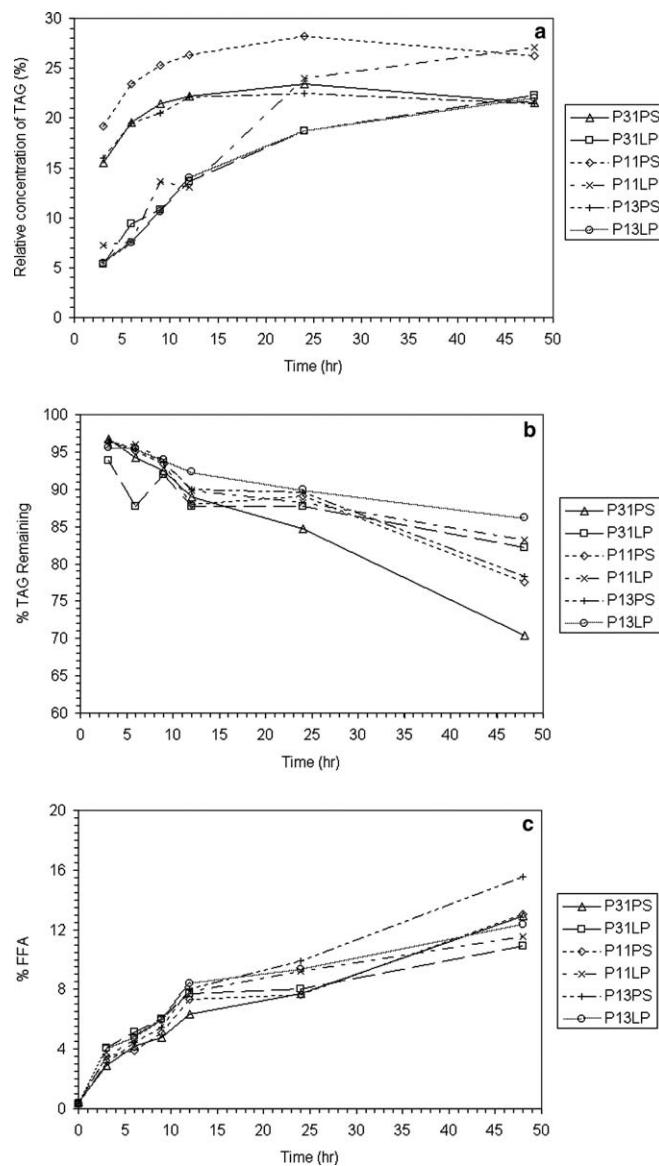 a
Relative concentration of TAG (%)
30
25
20
15
10
5
0
0 5 10 15 20 25 30 35 40 45 50
Time (hr)
P31PS
P31LP
P11PS
P11LP
P13PS
P13LP
b
% TAG Remaining
100
95
90
85
80
75
70
65
60
0 5 10 15 20 25 30 35 40 45 50
Time (hr)
P31PS
P31LP
P11PS
P11LP
P13PS
P13LP
c
% FFA
20
16
12
8
4
0
0 5 10 15 20 25 30 35 40 45 50
Time (hr)
P31PS
P31LP
P11PS
P11LP
P13PS
P13LP